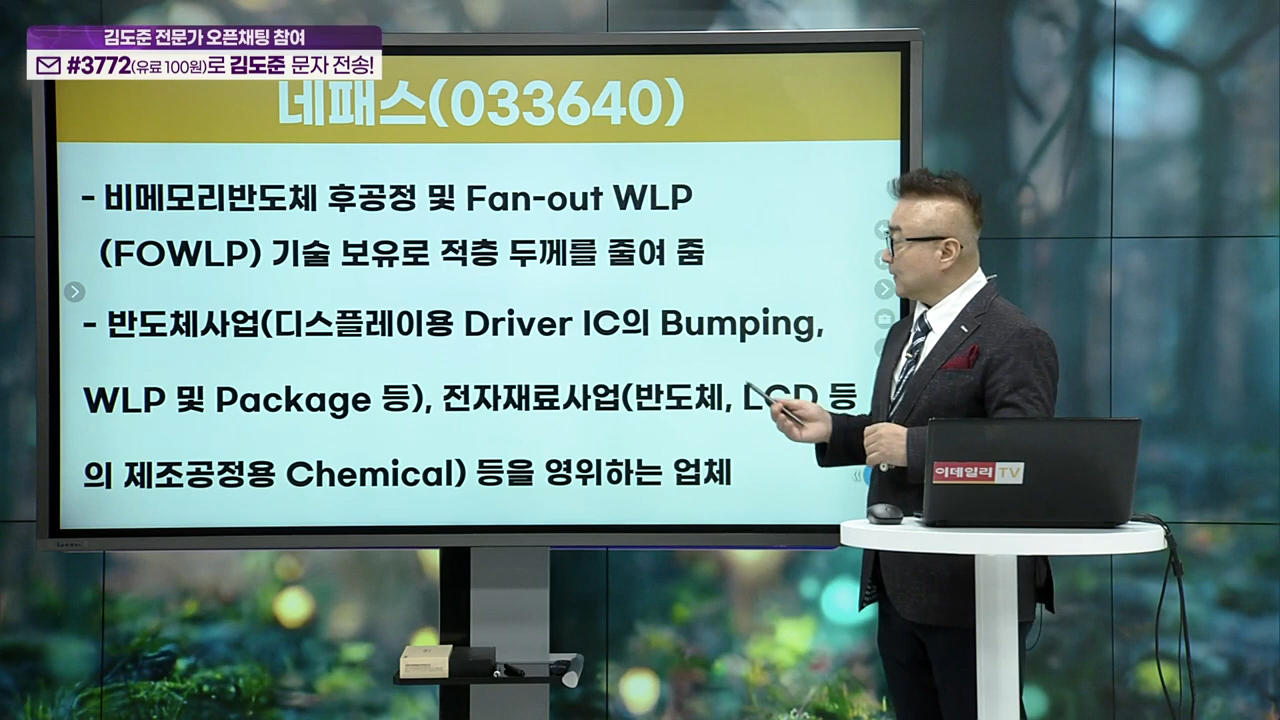 김도준 전문가 오픈채팅 참여
#3772(유료 100원)로 김도준 문자 전송!
네패스(033640)
- 비메모리반도체 후공정 및 Fan-out WLP
(FOWLP) 기술 보유로 적층 두께를 줄여 줌
- 반도체사업(디스플레이용 Driver IC의 Bumping,
WLP 및 Package 등), 전자재료사업(반도체, LCD 등
의 제조공정용 Chemical) 등을 영위하는 업체
이데일리TV